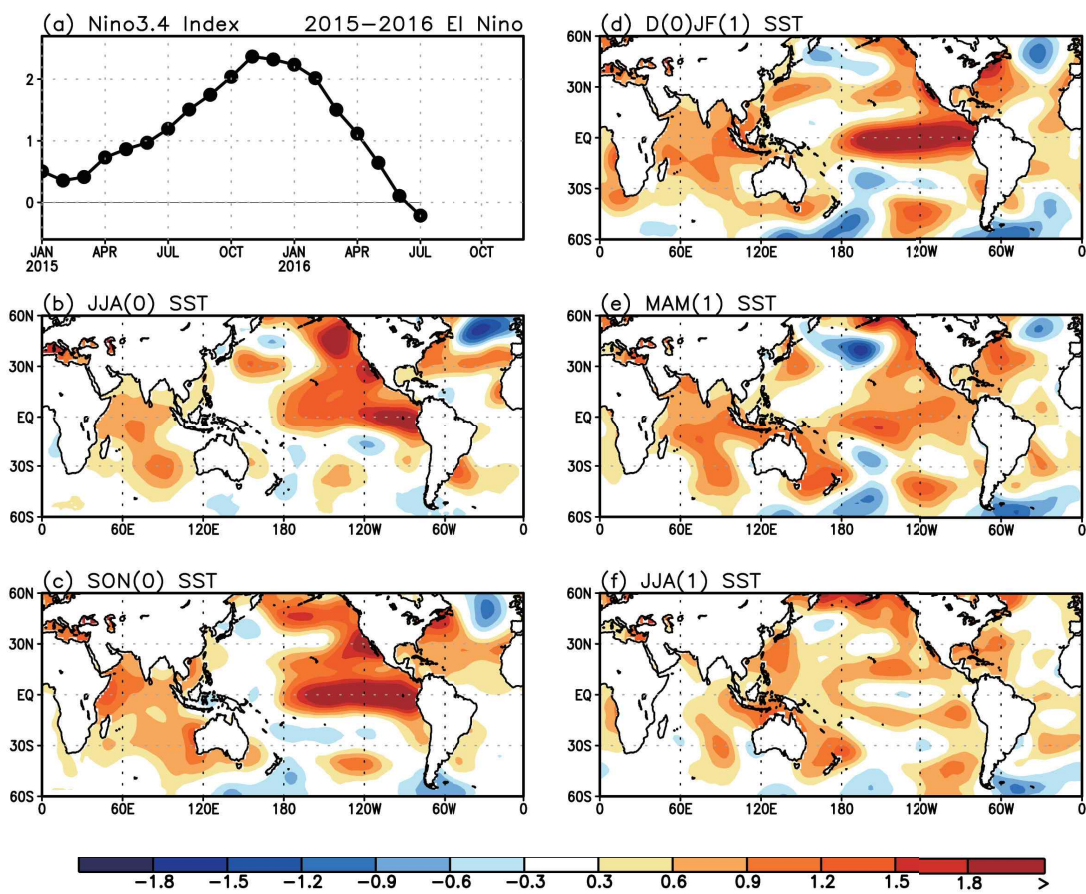 (a) Nino3.4 Index 2015-2016 El Nino
2
1
0
JAN APR JUL OCT JAN APR JUL OCT
2015 2016
(b) JJA(0) SST
60N
30N
EQ
30S
60S
60E 120E 180 120W 60W 0
(c) SON(0) SST
60N
30N
EQ
30S
60S
0 60E 120E 180 120W 60W 0
(d) D(0)JF(1) SST
60N
30N
EQ
30S
60S
0 60E 120E 180 120W 60W 0
(e) MAM(1) SST
60N
30N
EQ
30S
60S
0 60E 120E 180 120W 60W 0
(f) JJA(1) SST
60N
30N
EQ
30S
60S
0 60E 120E 180 120W 60W 0
-1.8 -1.5 -1.2 -0.9 -0.6 -0.3 0.3 0.6 0.9 1.2 1.5 1.8 >